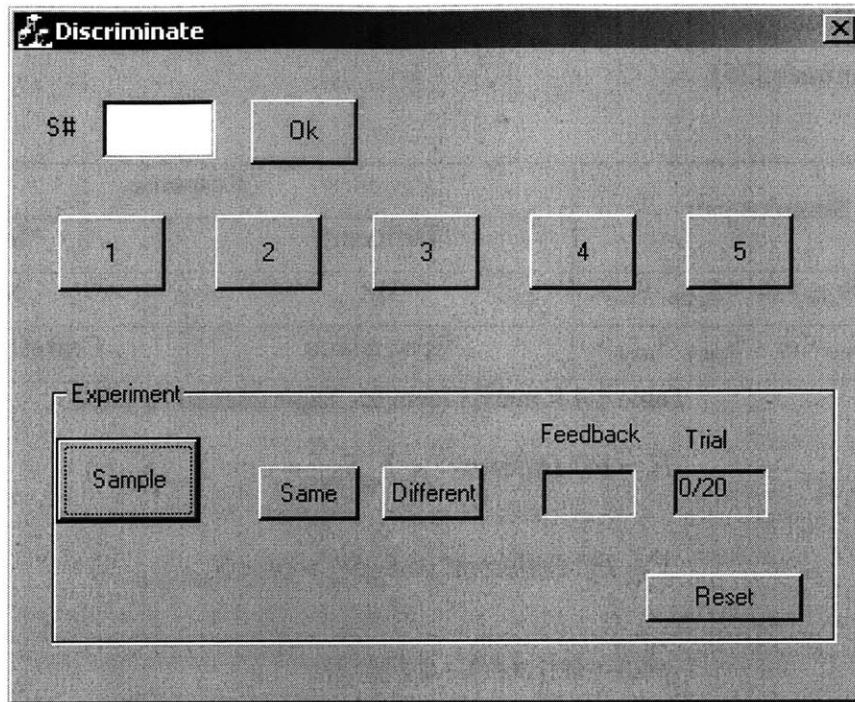 Discriminate
S# Ok
1 2 3 4 5
Experiment
Feedback Trial
Sample Same Different 0/20
Reset